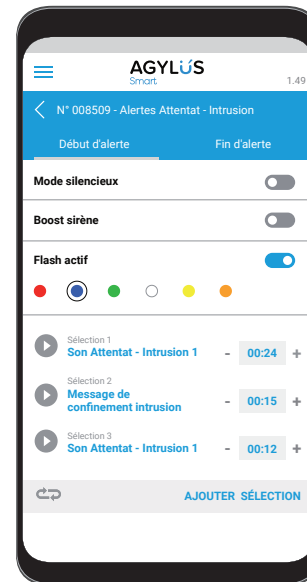 AGYLÚS
Smart
1.49
N° 008509 - Alertes Attentat - Intrusion
Début d'alerte
Fin d'alerte
Mode silencieux
Boost sirène
Flash actif
Sélection 1
Son Attentat - Intrusion 1
- 00:24 +
Sélection 2
Message de
confinement intrusion
- 00:15 +
Sélection 3
Son Attentat - Intrusion 1
- 00:12 +
AJOUTER SÉLECTION